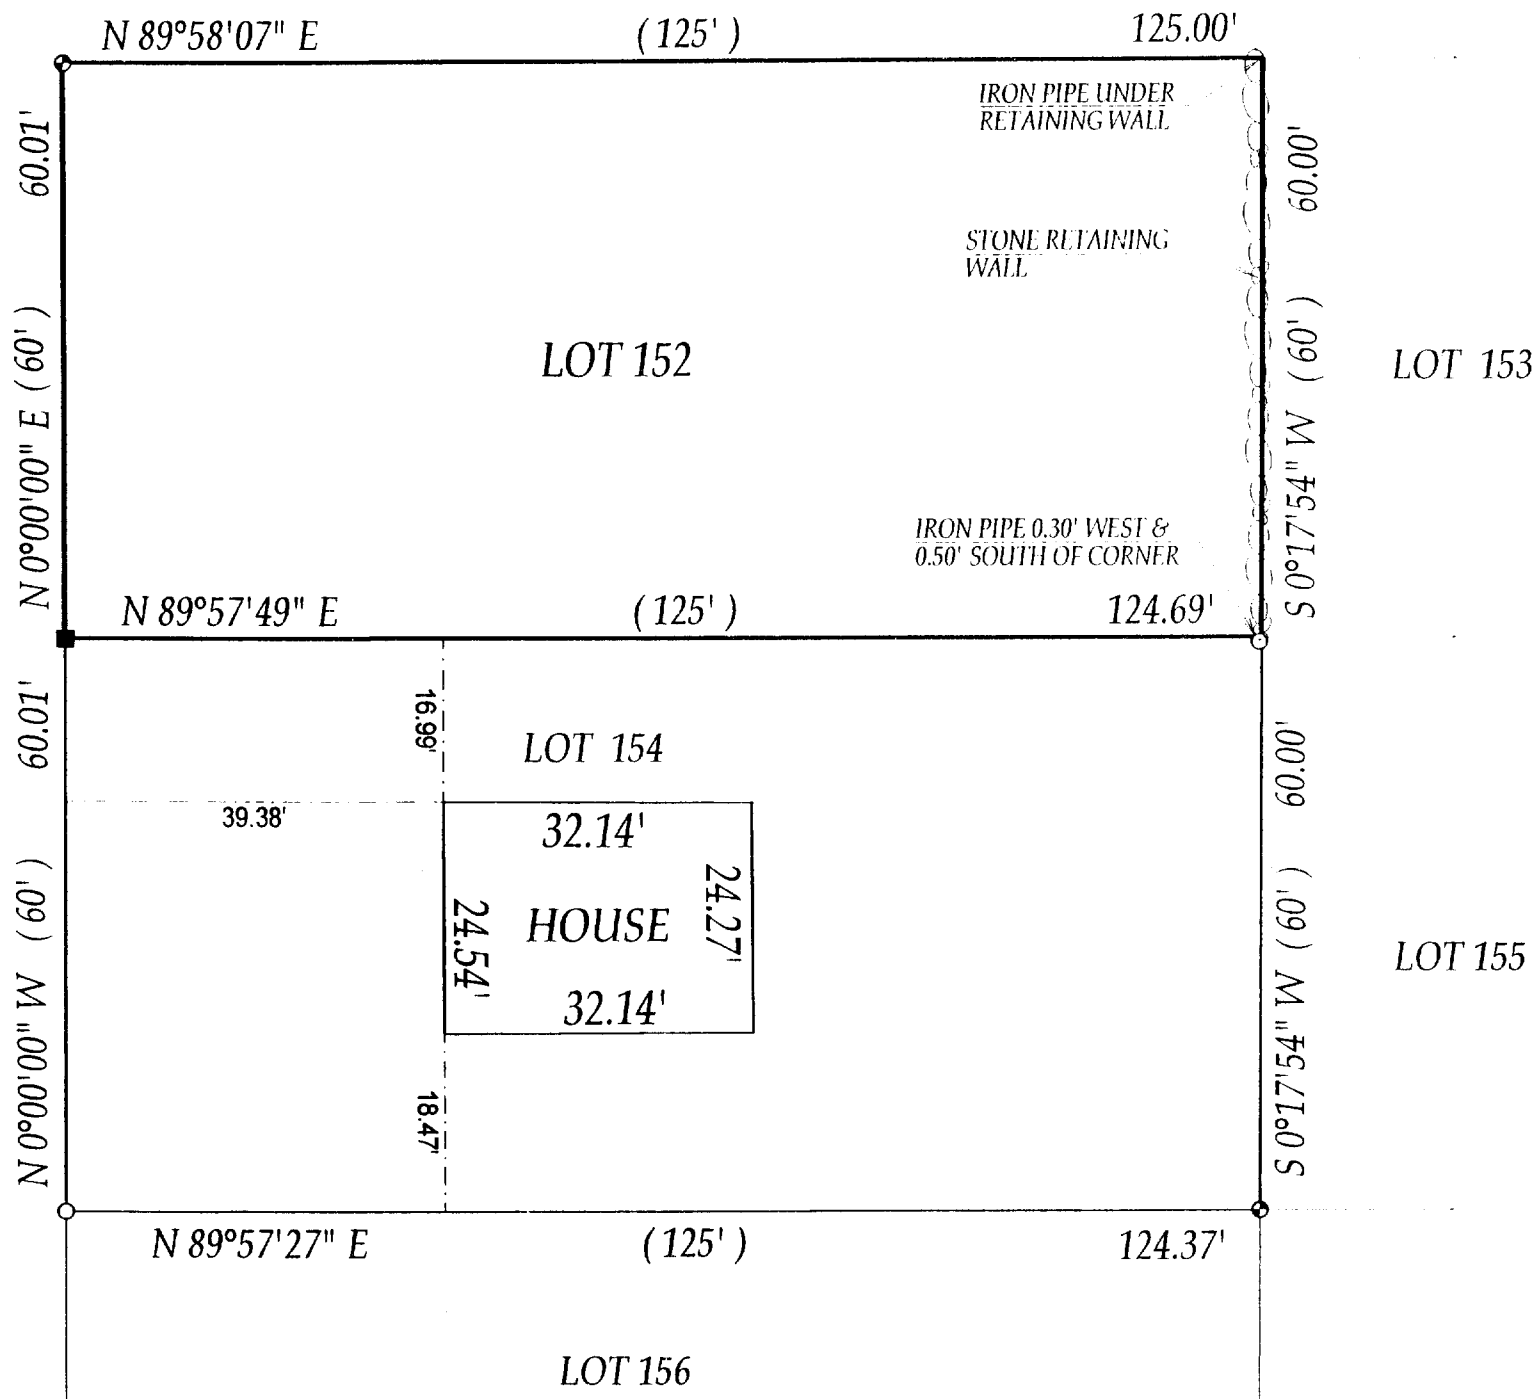 N 89°58'07" E (125') 125.00'
IRON PIPE UNDER
RETAINING WALL
60.01'
60.00'
STONE RETAINING
WALL
N 0°00'00" E (60')
S 0°17'54" W (60')
LOT 152
LOT 153
IRON PIPE 0.30' WEST &
0.50' SOUTH OF CORNER
N 89°57'49" E (125') 124.69'
60.01'
16.99'
LOT 154
60.00'
39.38'
32.14'
24.27'
HOUSE
24.54'
32.14'
N 0°00'00" W (60')
S 0°17'54" W (60')
LOT 155
18.47'
N 89°57'27" E (125') 124.37'
LOT 156